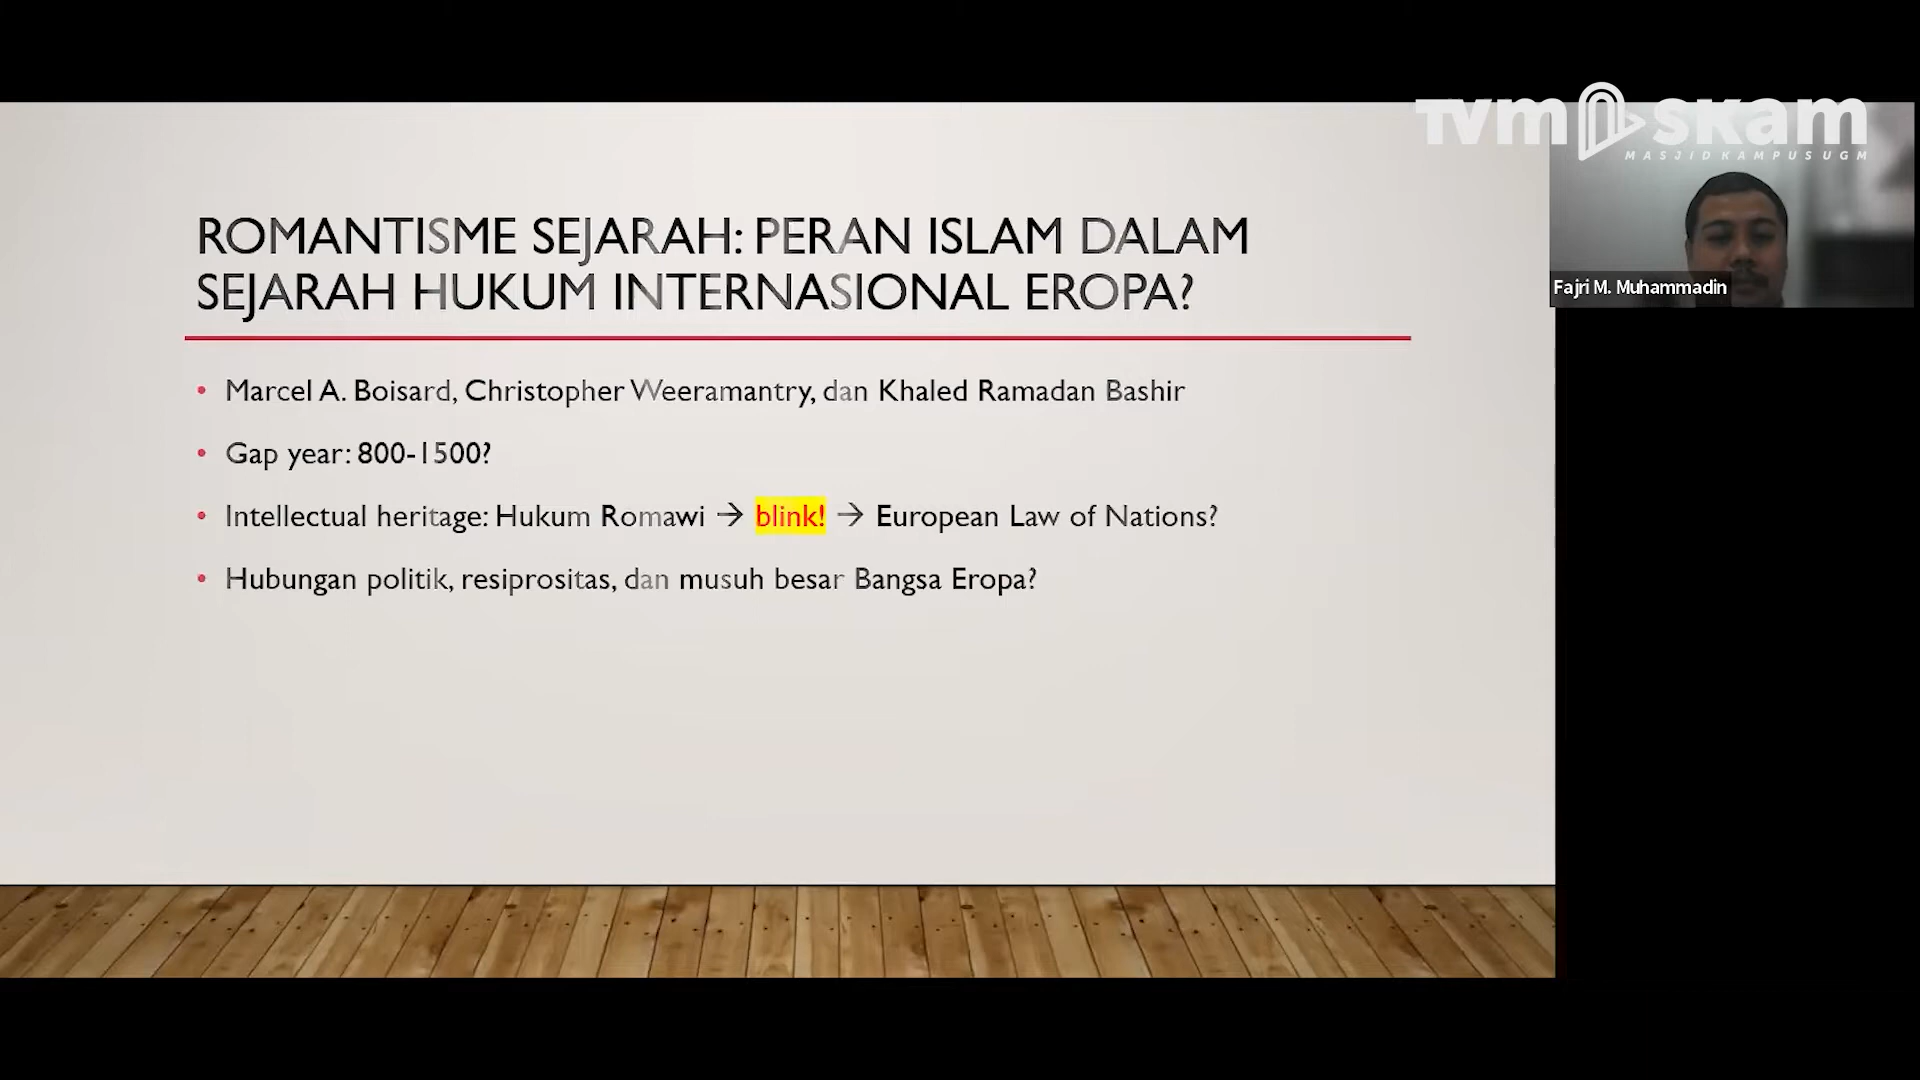 TVm skam
MASJID KAMPUS UGM
ROMANTISME SEJARAH: PERAN ISLAM DALAM
SEJARAH HUKUM INTERNASIONAL EROPA?
Fajri M. Muhammadin
• Marcel A. Boisard, Christopher Weeramantry, dan Khaled Ramadan Bashir
• Gap year: 800-1500?
• Intellectual heritage: Hukum Romawi → blink! → European Law of Nations?
• Hubungan politik, resiprositas, dan musuh besar Bangsa Eropa?